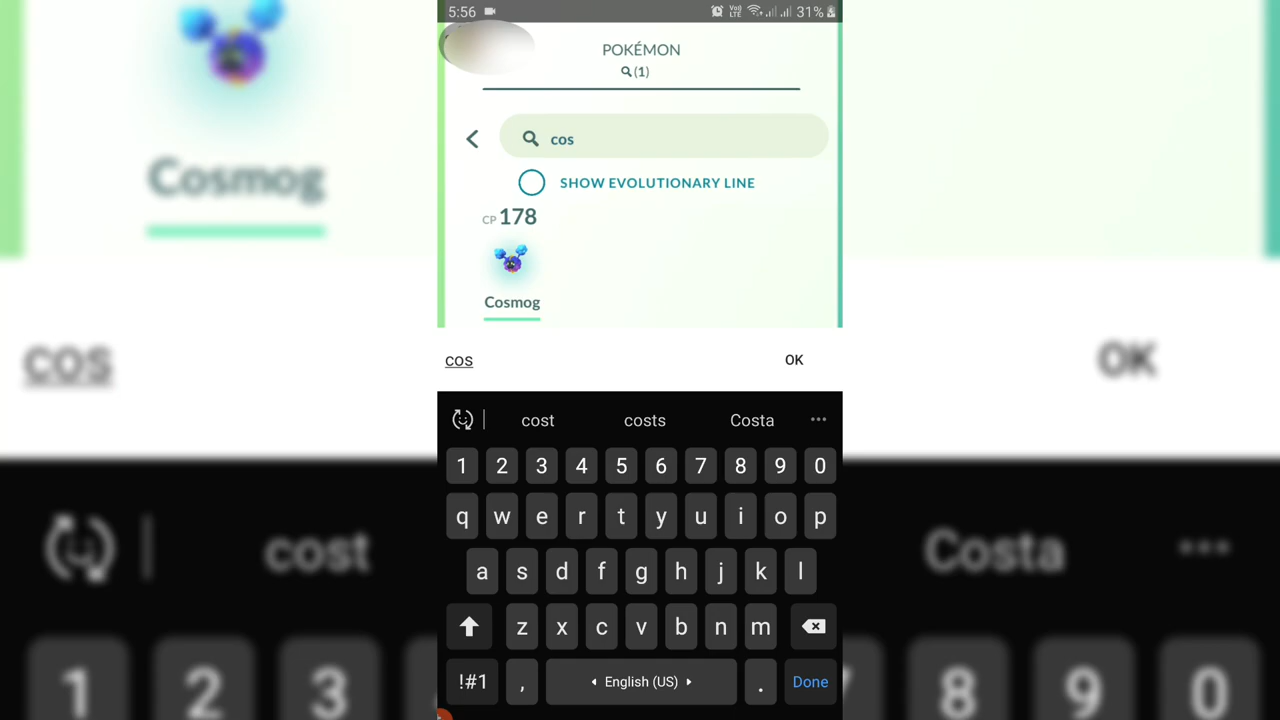 5:56 Vo) LTE 31%
POKÉMON
(1)
cos
SHOW EVOLUTIONARY LINE
CP 178
Cosmog
cos OK
cost costs Costa ...
1 2 3 4 5 6 7 8 9 0
q w e r t y u i o p
a s d f g h j k l
z x c v b n m
!#1 , English (US) . Done
Cosmog
cos OK
cost Costa ...
1 2 3 8 9 0